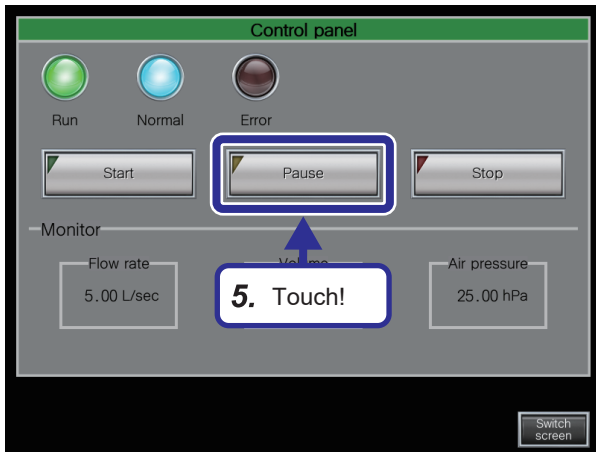 Control panel
Run Normal Error
Start Pause Stop
Monitor
Flow rate Volume Air pressure
5.00 L/sec 25.00 hPa
5. Touch!
Switch
screen